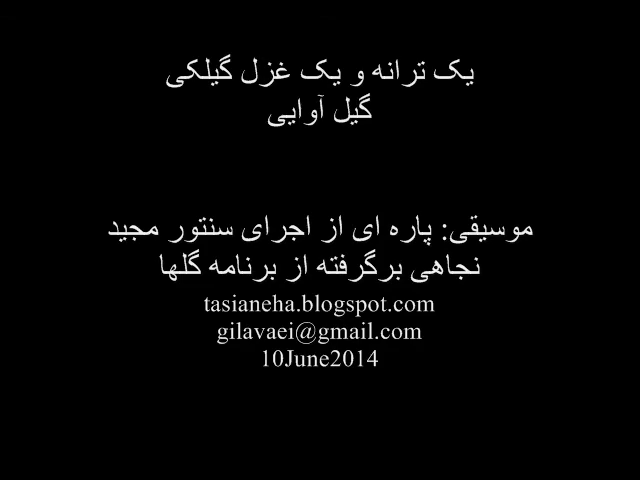 یک ترانه و یک غزل گیلکی
گیل آوایی
موسیقی: پاره ای از اجرای سنتور مجید
نجاهی برگرفته از برنامه گلها
tasianeha.blogspot.com
gilavaei@gmail.com
10June2014